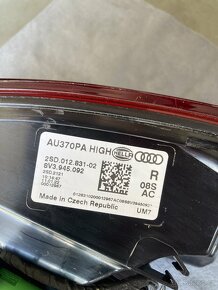 AU370PA HIGH HELLA
2SD.012.831-02
8V3.945.092
R
08S
AC
Made in Czech Republic
UM7